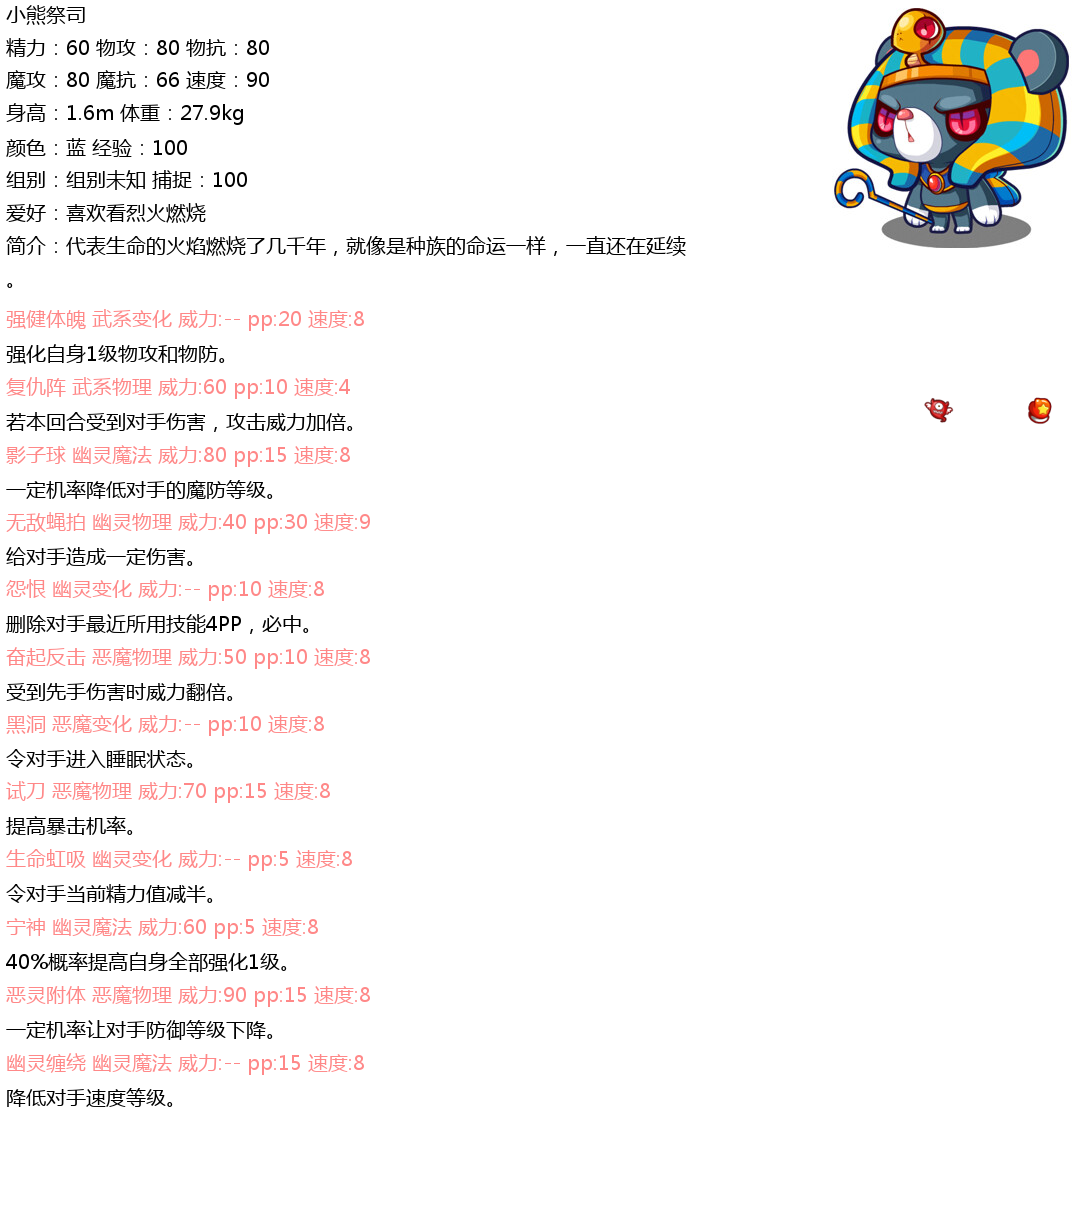 小熊祭司
精力：60 物攻：80 物抗：80
魔攻：80 魔抗：66 速度：90
身高：1.6m 体重：27.9kg
颜色：蓝 经验：100
组别：组别未知 捕捉：100
爱好：喜欢看烈火燃烧
简介：代表生命的火焰燃烧了几千年，就像是种族的命运一样，一直还在延续
。
强健体魄 武系变化 威力:-- pp:20 速度:8
强化自身1级物攻和物防。
复仇阵 武系物理 威力:60 pp:10 速度:4
若本回合受到对手伤害，攻击威力加倍。
影子球 幽灵魔法 威力:80 pp:15 速度:8
一定机率降低对手的魔防等级。
无敌蝇拍 幽灵物理 威力:40 pp:30 速度:9
给对手造成一定伤害。
怨恨 幽灵变化 威力:-- pp:10 速度:8
删除对手最近所用技能4PP，必中。
奋起反击 恶魔物理 威力:50 pp:10 速度:8
受到先手伤害时威力翻倍。
黑洞 恶魔变化 威力:-- pp:10 速度:8
令对手进入睡眠状态。
试刀 恶魔物理 威力:70 pp:15 速度:8
提高暴击机率。
生命虹吸 幽灵变化 威力:-- pp:5 速度:8
令对手当前精力值减半。
宁神 幽灵魔法 威力:60 pp:5 速度:8
40%概率提高自身全部强化1级。
恶灵附体 恶魔物理 威力:90 pp:15 速度:8
一定机率让对手防御等级下降。
幽灵缠绕 幽灵魔法 威力:-- pp:15 速度:8
降低对手速度等级。